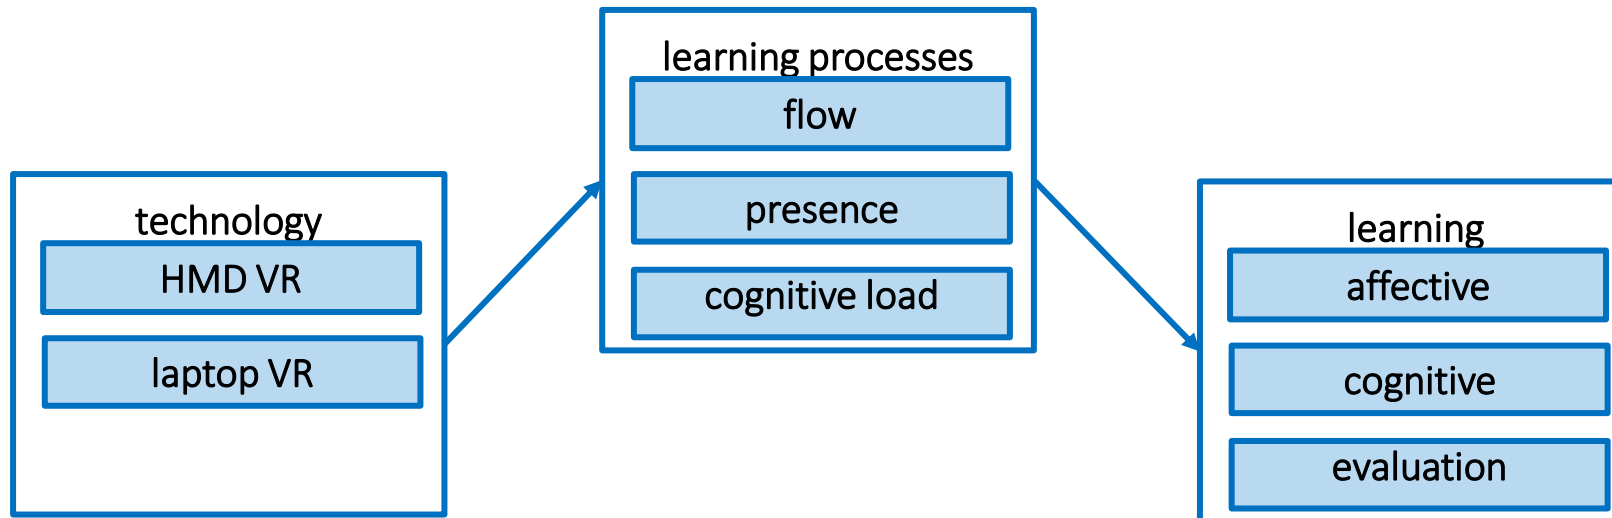 technology
HMD VR
laptop VR
learning processes
flow
presence
cognitive load
learning
affective
cognitive
evaluation